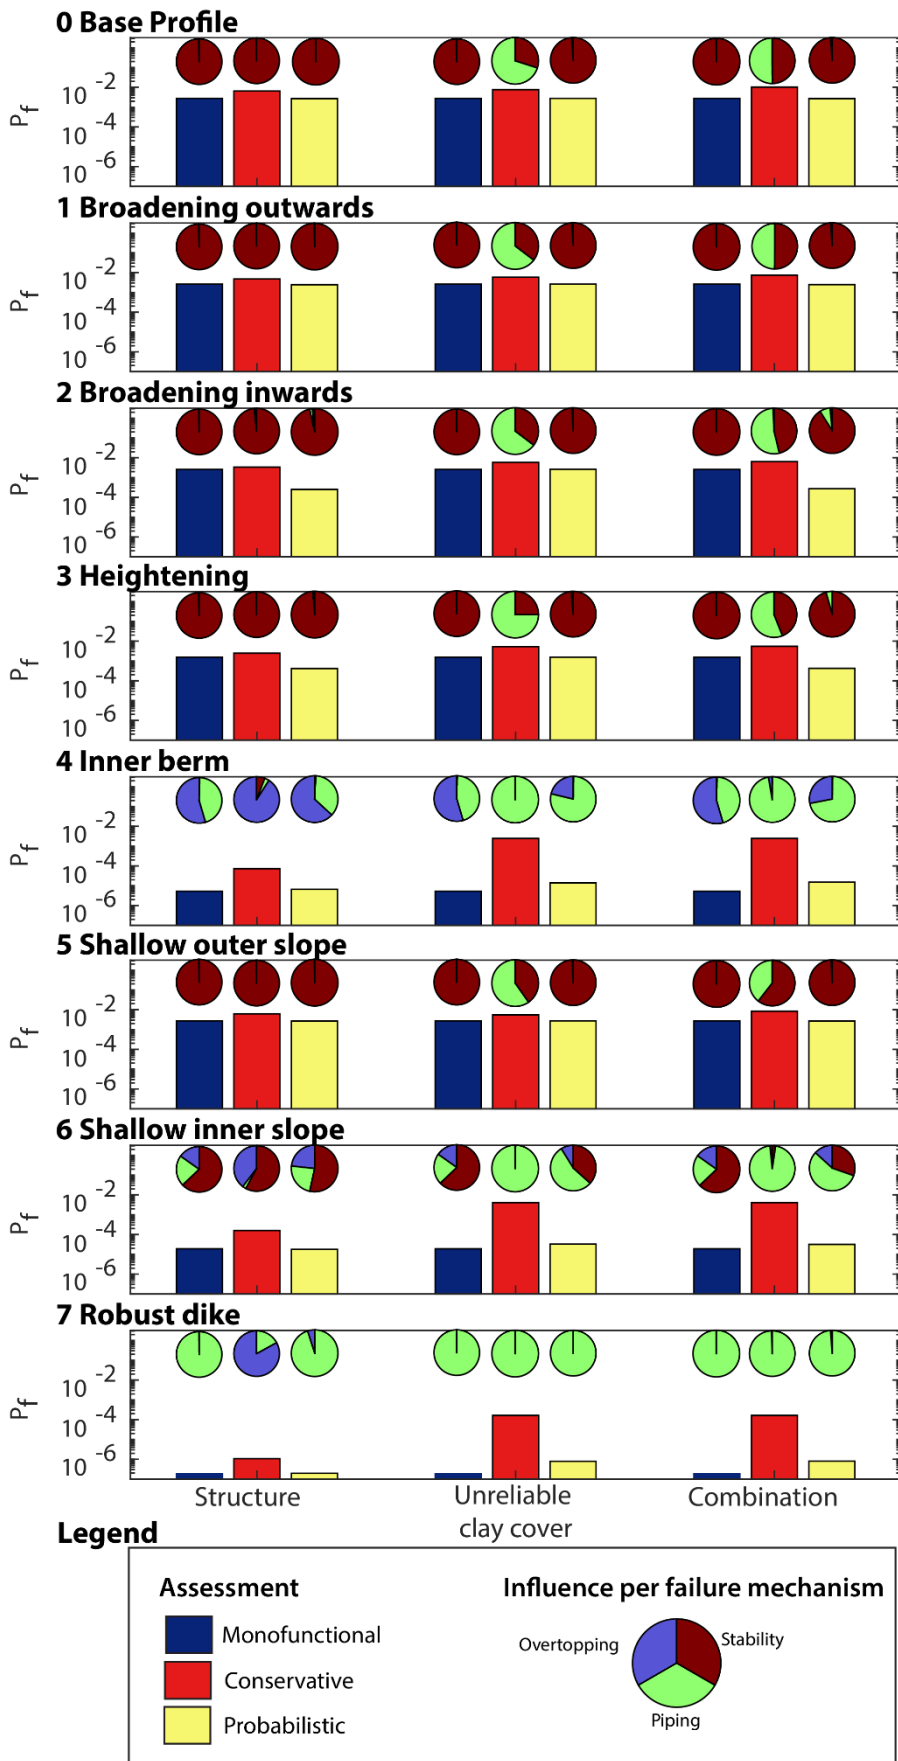 0 Base Profile
P_f
10 -2
10 -4
10 -6
1 Broadening outwards
P_f
10 -2
10 -4
10 -6
2 Broadening inwards
P_f
10 -2
10 -4
10 -6
3 Heightening
P_f
10 -2
10 -4
10 -6
4 Inner berm
P_f
10 -2
10 -4
10 -6
5 Shallow outer slope
P_f
10 -2
10 -4
10 -6
6 Shallow inner slope
P_f
10 -2
10 -4
10 -6
7 Robust dike
P_f
10 -2
10 -4
10 -6
Structure
Unreliable
clay cover
Combination
Legend
Assessment
Monofunctional
Conservative
Probabilistic
Influence per failure mechanism
Overtopping
Stability
Piping